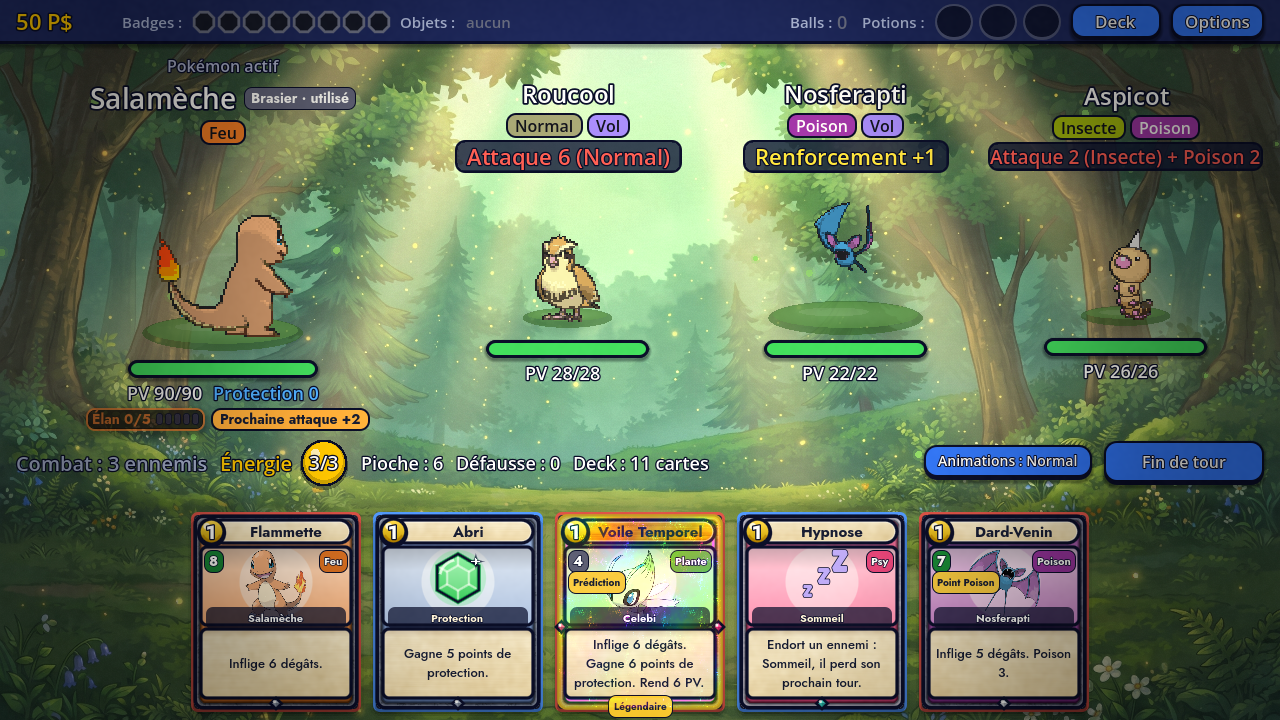 50 P$
Badges :
Objets : aucun
Balls : 0
Potions :
Deck
Options
Pokémon actif
Salamèche
Brasier · utilisé
Feu
Roucool
Normal
Vol
Attaque 6 (Normal)
Nosferapti
Poison
Vol
Renforcement +1
Aspicot
Insecte
Poison
Attaque 2 (Insecte) + Poison 2
PV 90/90
Protection 0
Élan 0/5
Prochaine attaque +2
PV 28/28
PV 22/22
PV 26/26
Combat : 3 ennemis
Énergie
3/3
Pioche : 6
Défausse : 0
Deck : 11 cartes
Animations : Normal
Fin de tour
1
Flammette
8
Feu
Salamèche
Inflige 6 dégâts.
1
Abri
Protection
Gagne 5 points de
protection.
1
Voile Temporel
4
Plante
Prédiction
Celebi
Inflige 6 dégâts.
Gagne 6 points de
protection. Rend 6 PV.
Légendaire
1
Hypnose
Psy
Z Z Z
Sommeil
Endort un ennemi :
Sommeil, il perd son
prochain tour.
1
Dard-Venin
7
Poison
Point Poison
Nosferapti
Inflige 5 dégâts. Poison
3.